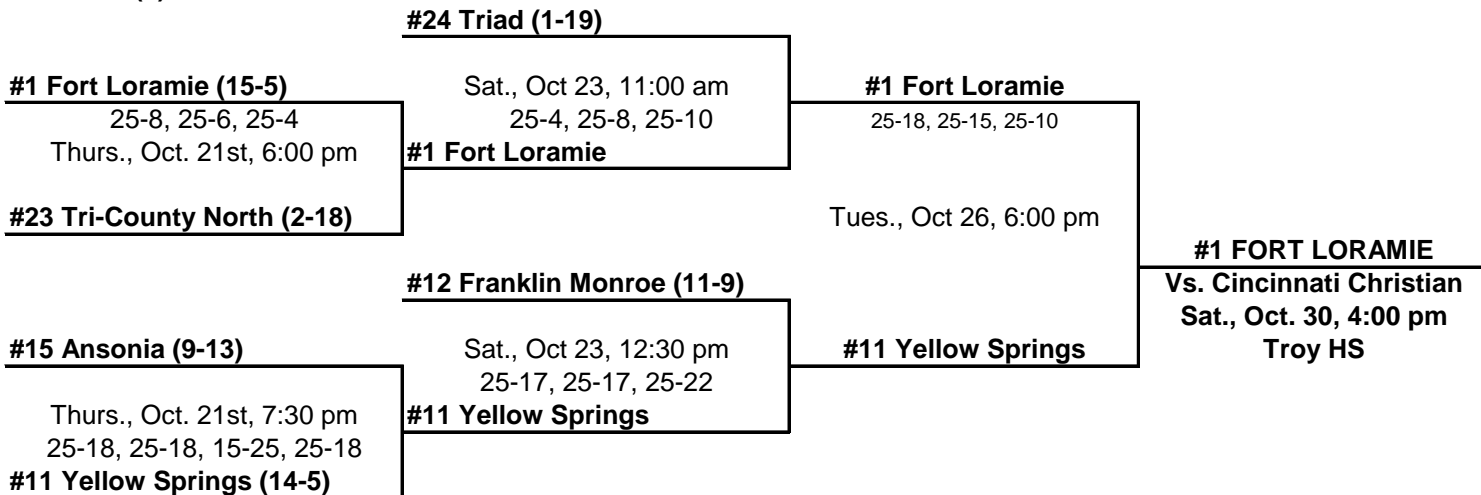 #24 Triad (1-19)
#1 Fort Loramie (15-5)
Sat., Oct 23, 11:00 am
#1 Fort Loramie
25-8, 25-6, 25-4
25-4, 25-8, 25-10
25-18, 25-15, 25-10
Thurs., Oct. 21st, 6:00 pm
#1 Fort Loramie
#23 Tri-County North (2-18)
Tues., Oct 26, 6:00 pm
#1 FORT LORAMIE
#12 Franklin Monroe (11-9)
Vs. Cincinnati Christian
Sat., Oct. 30, 4:00 pm
#15 Ansonia (9-13)
Sat., Oct 23, 12:30 pm
#11 Yellow Springs
Troy HS
25-17, 25-17, 25-22
Thurs., Oct. 21st, 7:30 pm
#11 Yellow Springs
25-18, 25-18, 15-25, 25-18
#11 Yellow Springs (14-5)